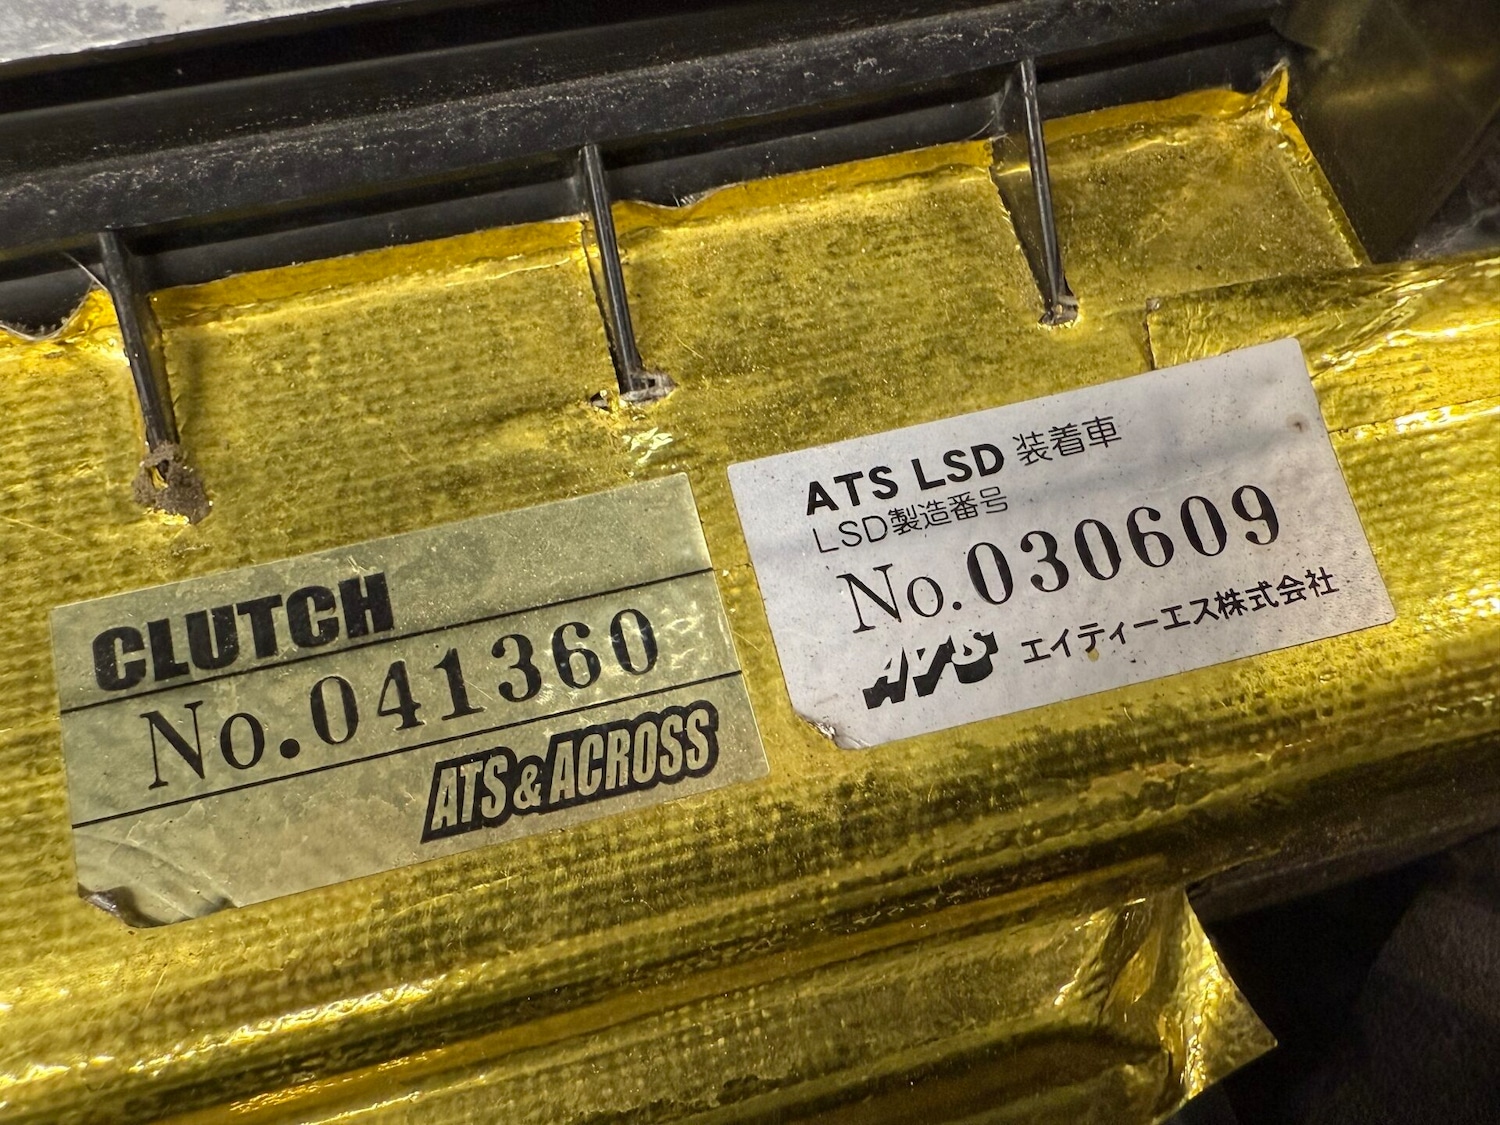 CLUTCH
No.041360
ATS & ACROSS
ATS LSD 装着車
LSD製造番号
No.030609
ATS エイティーエス株式会社